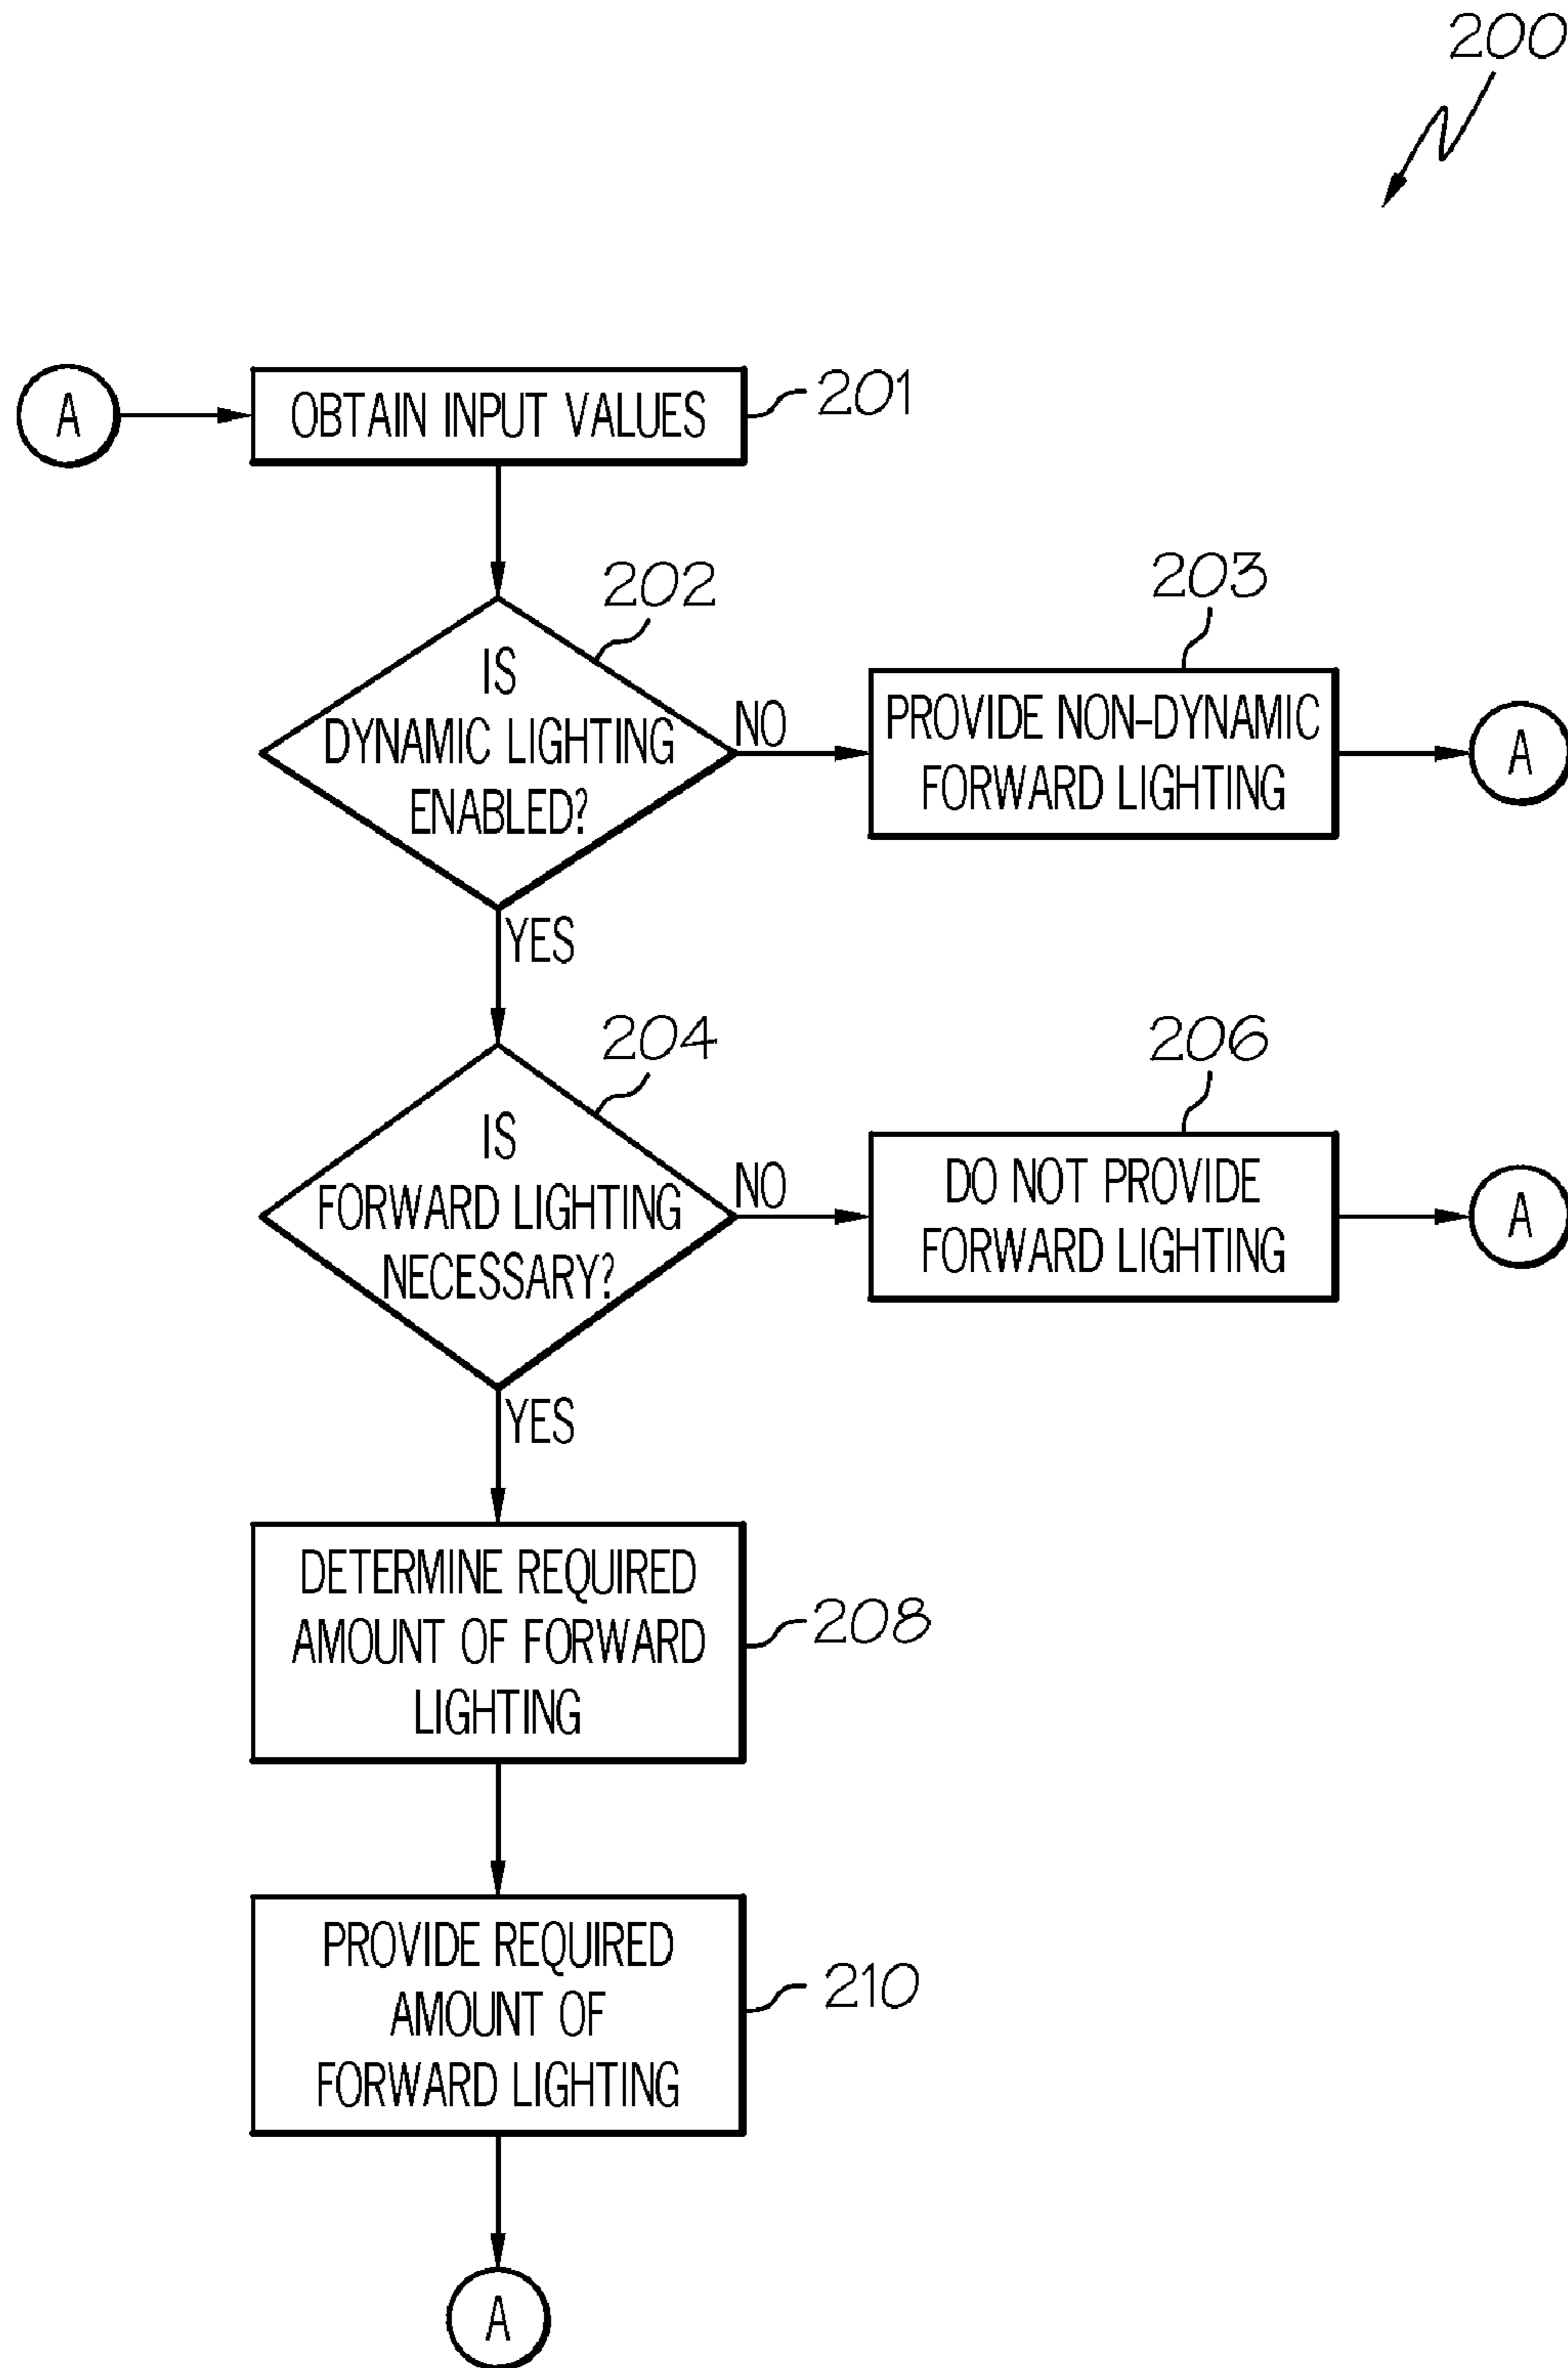 200
A
OBTAIN INPUT VALUES
201
202
IS
DYNAMIC LIGHTING
ENABLED?
NO
203
PROVIDE NON-DYNAMIC
FORWARD LIGHTING
A
YES
204
IS
FORWARD LIGHTING
NECESSARY?
NO
206
DO NOT PROVIDE
FORWARD LIGHTING
A
YES
DETERMINE REQUIRED
AMOUNT OF FORWARD
LIGHTING
208
PROVIDE REQUIRED
AMOUNT OF
FORWARD LIGHTING
210
A